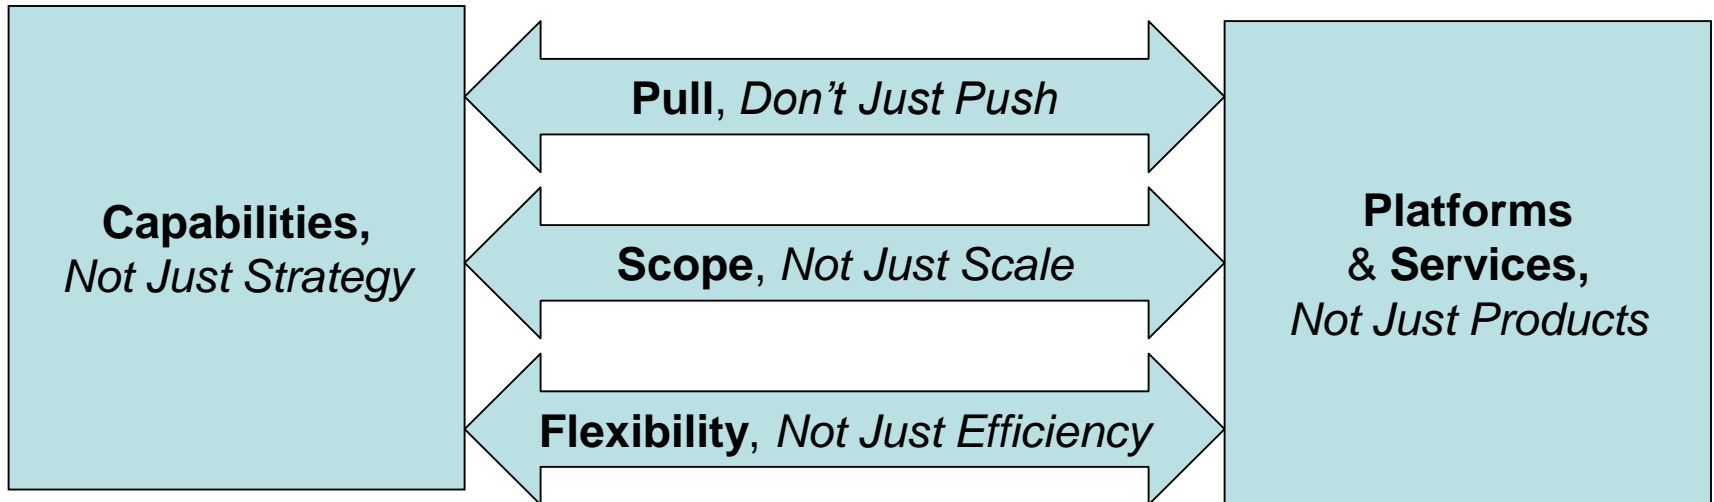 Capabilities,
Not Just Strategy
Pull, Don’t Just Push
Scope, Not Just Scale
Flexibility, Not Just Efficiency
Platforms
& Services,
Not Just Products